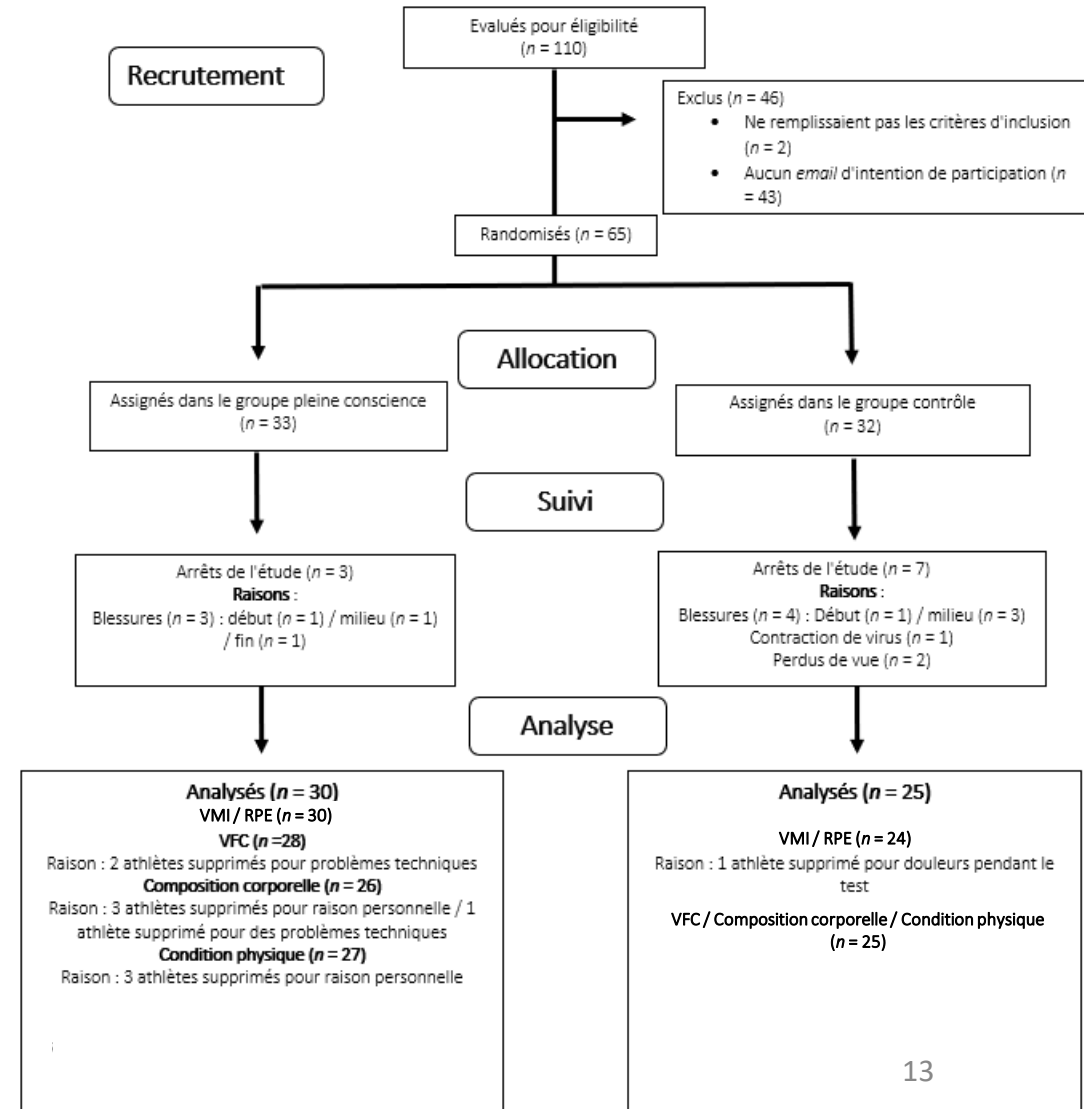 Evalués pour éligibilité
(n = 110)
Recrutement
Exclus (n = 46)
• Ne remplissaient pas les critères d'inclusion
(n = 2)
• Aucun email d'intention de participation (n
= 43)
Randomisés (n = 65)
Allocation
Assignés dans le groupe pleine conscience
(n = 33)
Assignés dans le groupe contrôle
(n = 32)
Suivi
Arrêts de l'étude (n = 3)
Raisons :
Blessures (n = 3) : début (n = 1) / milieu (n = 1)
/ fin (n = 1)
Arrêts de l'étude (n = 7)
Raisons :
Blessures (n = 4) : Début (n = 1) / milieu (n = 3)
Contraction de virus (n = 1)
Perdus de vue (n = 2)
Analyse
Analysés (n = 30)
VMI / RPE (n = 30)
VFC (n =28)
Raison : 2 athlètes supprimés pour problèmes techniques
Composition corporelle (n = 26)
Raison : 3 athlètes supprimés pour raison personnelle / 1
athlète supprimé pour des problèmes techniques
Condition physique (n = 27)
Raison : 3 athlètes supprimés pour raison personnelle
Analysés (n = 25)
VMI / RPE (n = 24)
Raison : 1 athlète supprimé pour douleurs pendant le
test
VFC / Composition corporelle / Condition physique
(n = 25)
13